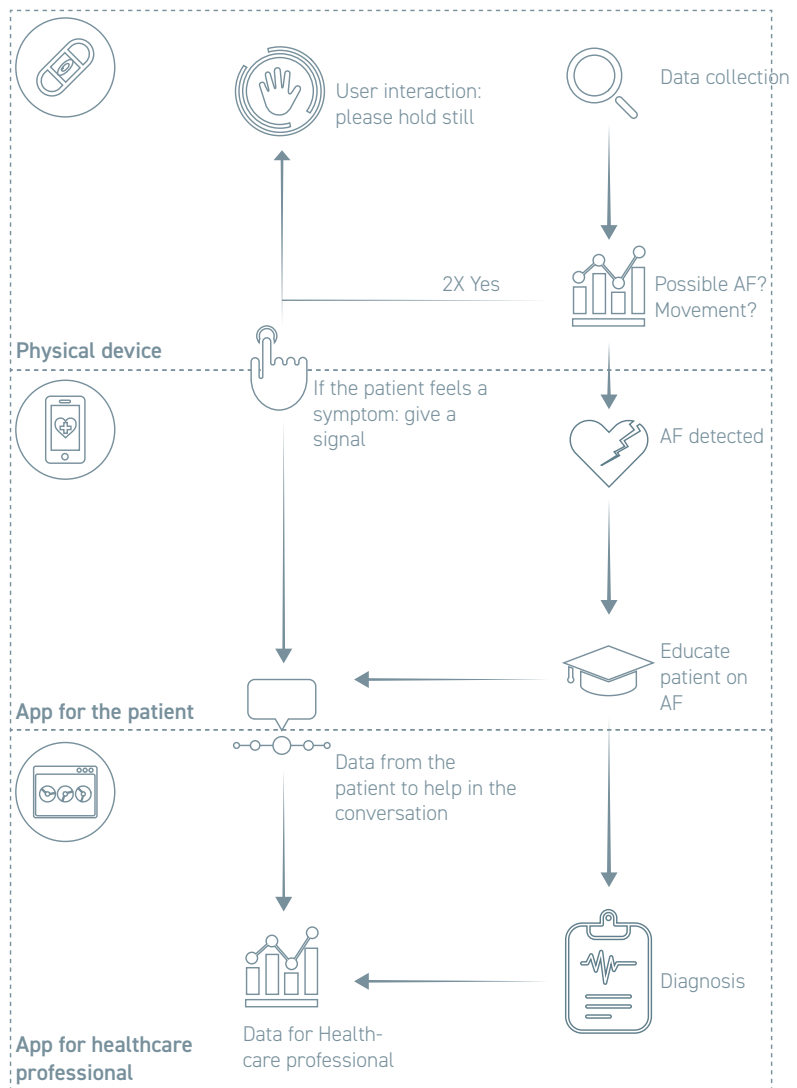 User interaction:
please hold still
Data collection
2X Yes
Possible AF?
Movement?
Physical device
If the patient feels a
symptom: give a
signal
AF detected
Educate
patient on
AF
App for the patient
Data from the
patient to help in the
conversation
Diagnosis
Data for Health-
care professional
App for healthcare
professional